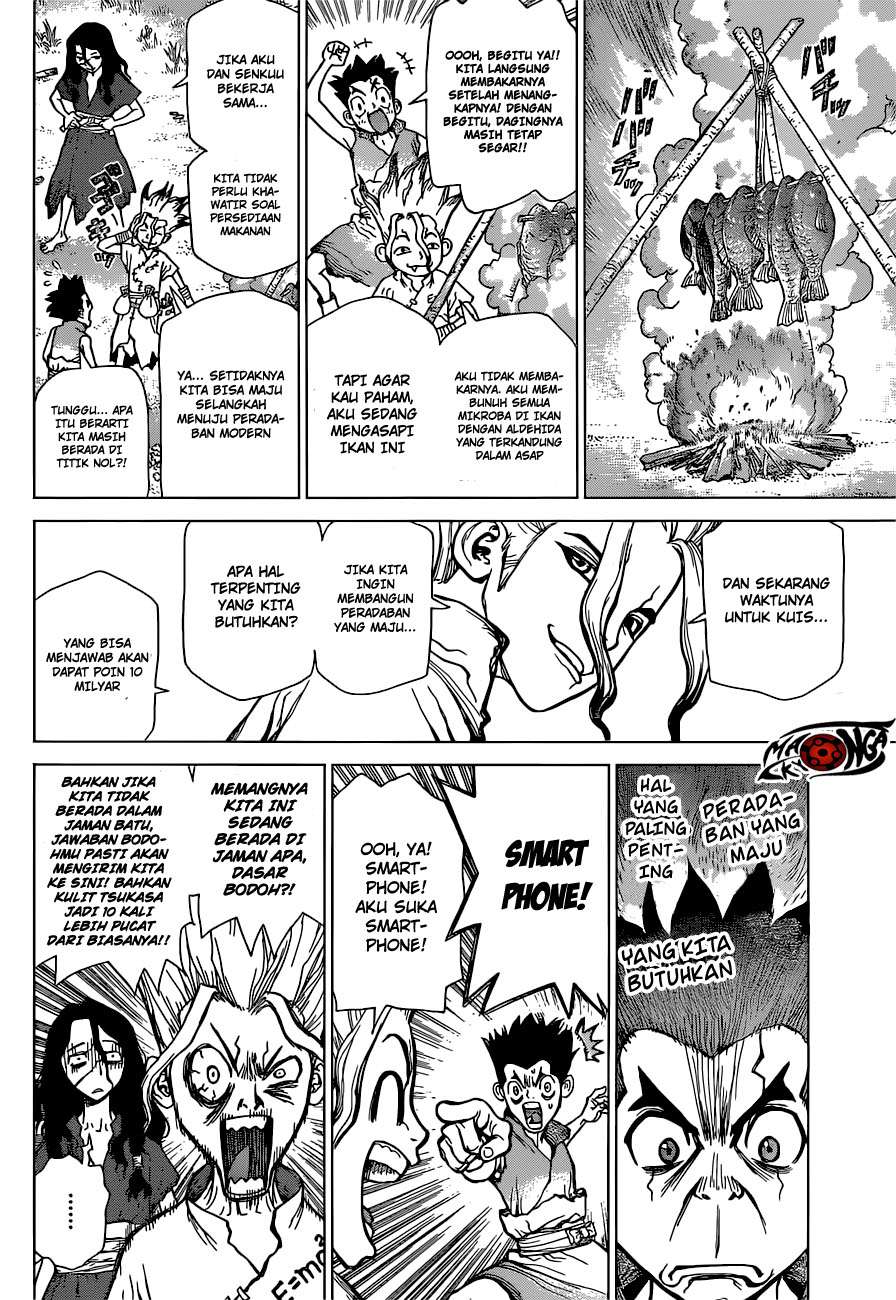 OOOH, BEGITU YA!!
KITA LANGSUNG
MEMBAKARNYA
SETELAH MENANG-
KAPNYA! DENGAN
BEGITU, DAGINGNYA
MASIH TETAP
SEGAR!!
AKU TIDAK MEMBA-
KARNYA. AKU MEM-
BUNUH SEMUA
MIKROBA DI IKAN
DENGAN ALDEHIDA
YANG TERKANDUNG
DALAM ASAP
TAPI AGAR
KAU PAHAM,
AKU SEDANG
MENGASAPI
IKAN INI
JIKA AKU
DAN SENKUU
BEKERJA
SAMA...
KITA TIDAK
PERLU KHA-
WATIR SOAL
PERSEDIAAN
MAKANAN
YA... SETIDAKNYA
KITA BISA MAJU
SELANGKAH
MENUJU PERADA-
BAN MODERN
TUNGGU... APA
ITU BERARTI
KITA MASIH
BERADA DI
TITIK NOL?!
DAN SEKARANG
WAKTUNYA
UNTUK KUIS...
JIKA KITA
INGIN
MEMBANGUN
PERADABAN
YANG MAJU...
APA HAL
TERPENTING
YANG KITA
BUTUHKAN?
YANG BISA
MENJAWAB AKAN
DAPAT POIN 10
MILYAR
MANGA
KYO
PERADA-
BAN YANG
MAJU
HAL
YANG
PALING
PENT-
ING
YANG KITA
BUTUHKAN
SMART
PHONE!
OOH, YA!
SMART-
PHONE!
AKU SUKA
SMART-
PHONE!
MEMANGNYA
KITA INI
SEDANG
BERADA DI
JAMAN APA,
DASAR
BODOH?!
BAHKAN JIKA
KITA TIDAK
BERADA DALAM
JAMAN BATU,
JAWABAN BODO-
HMU PASTI AKAN
MENGIRIM KITA
KE SINI! BAHKAN
KULIT TSUKASA
JADI 10 KALI
LEBIH PUCAT
DARI BIASANYA!!
......
E=mc²